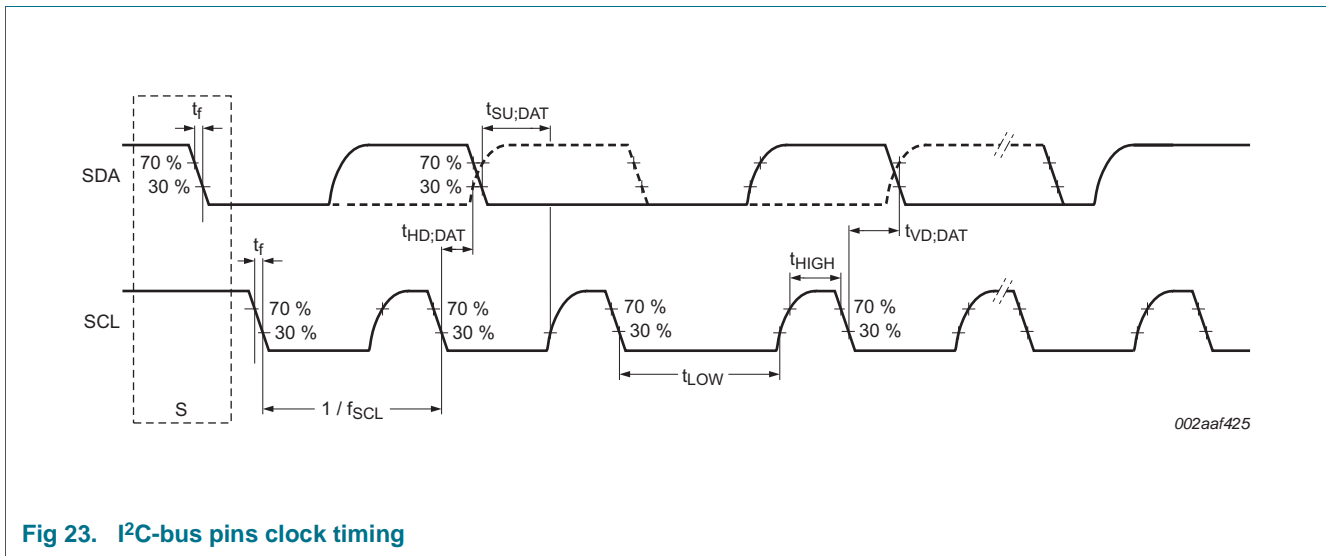 tf
tSU;DAT
70 %
30 %
70 %
30 %
SDA
tHD;DAT
tVD;DAT
tf
tHIGH
70 %
30 %
70 %
30 %
70 %
30 %
70 %
30 %
SCL
tLOW
S
1 / fSCL
002aaf425
Fig 23. I2C-bus pins clock timing